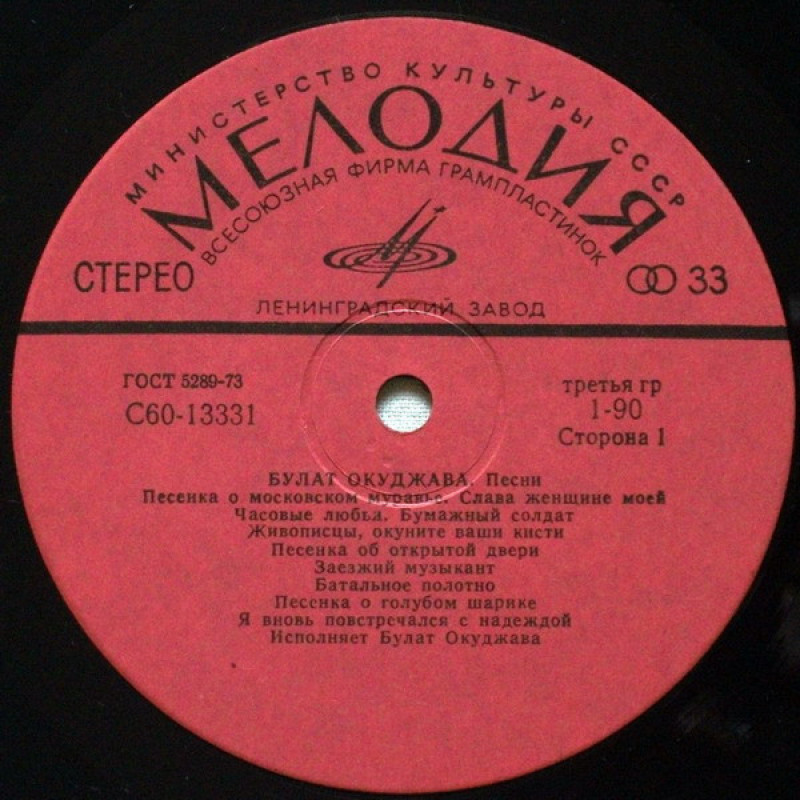 МИНИСТЕРСТВО КУЛЬТУРЫ СССР
МЕЛОДИЯ
ВСЕСОЮЗНАЯ ФИРМА ГРАМПЛАСТИНОК
СТЕРЕО
33
ЛЕНИНГРАДСКИЙ ЗАВОД
ГОСТ 5289-73
третья гр
С60-13331
1-90
Сторона 1
БУЛАТ ОКУДЖАВА. Песни
Песенка о московском муравье. Слава женщине моей
Часовые любви. Бумажный солдат
Живописцы, окуните ваши кисти
Песенка об открытой двери
Заезжий музыкант
Батальное полотно
Песенка о голубом шарике
Я вновь повстречался с надеждой
Исполняет Булат Окуджава